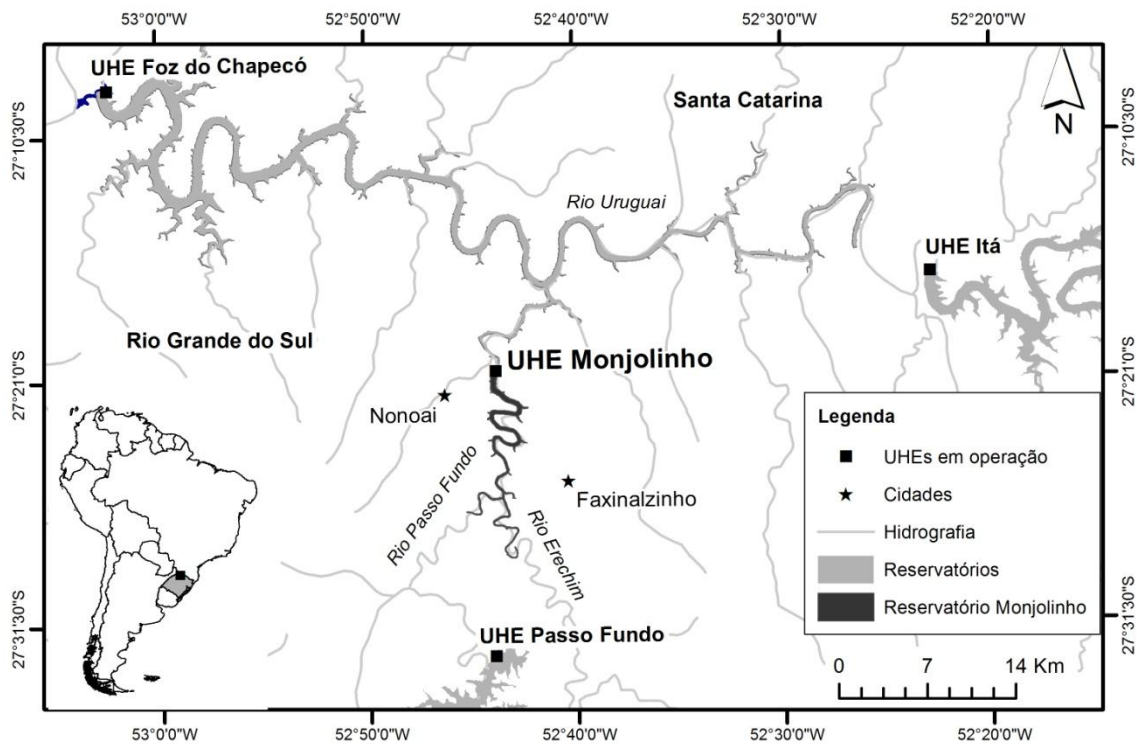 53°0'0"W 52°50'0"W 52°40'0"W 52°30'0"W 52°20'0"W
UHE Foz do Chapecó
Santa Catarina
N
27°10'30"S
27°10'30"S
Rio Uruguai
UHE Itá
Rio Grande do Sul
UHE Monjolinho
27°21'0"S
27°21'0"S
Nonoai
Legenda
UHEs em operação
Cidades
Hidrografia
Reservatórios
Reservatório Monjolinho
Faxinalzinho
Rio Passo Fundo
Rio Erechim
27°31'30"S
27°31'30"S
UHE Passo Fundo
0 7 14 Km
53°0'0"W 52°50'0"W 52°40'0"W 52°30'0"W 52°20'0"W